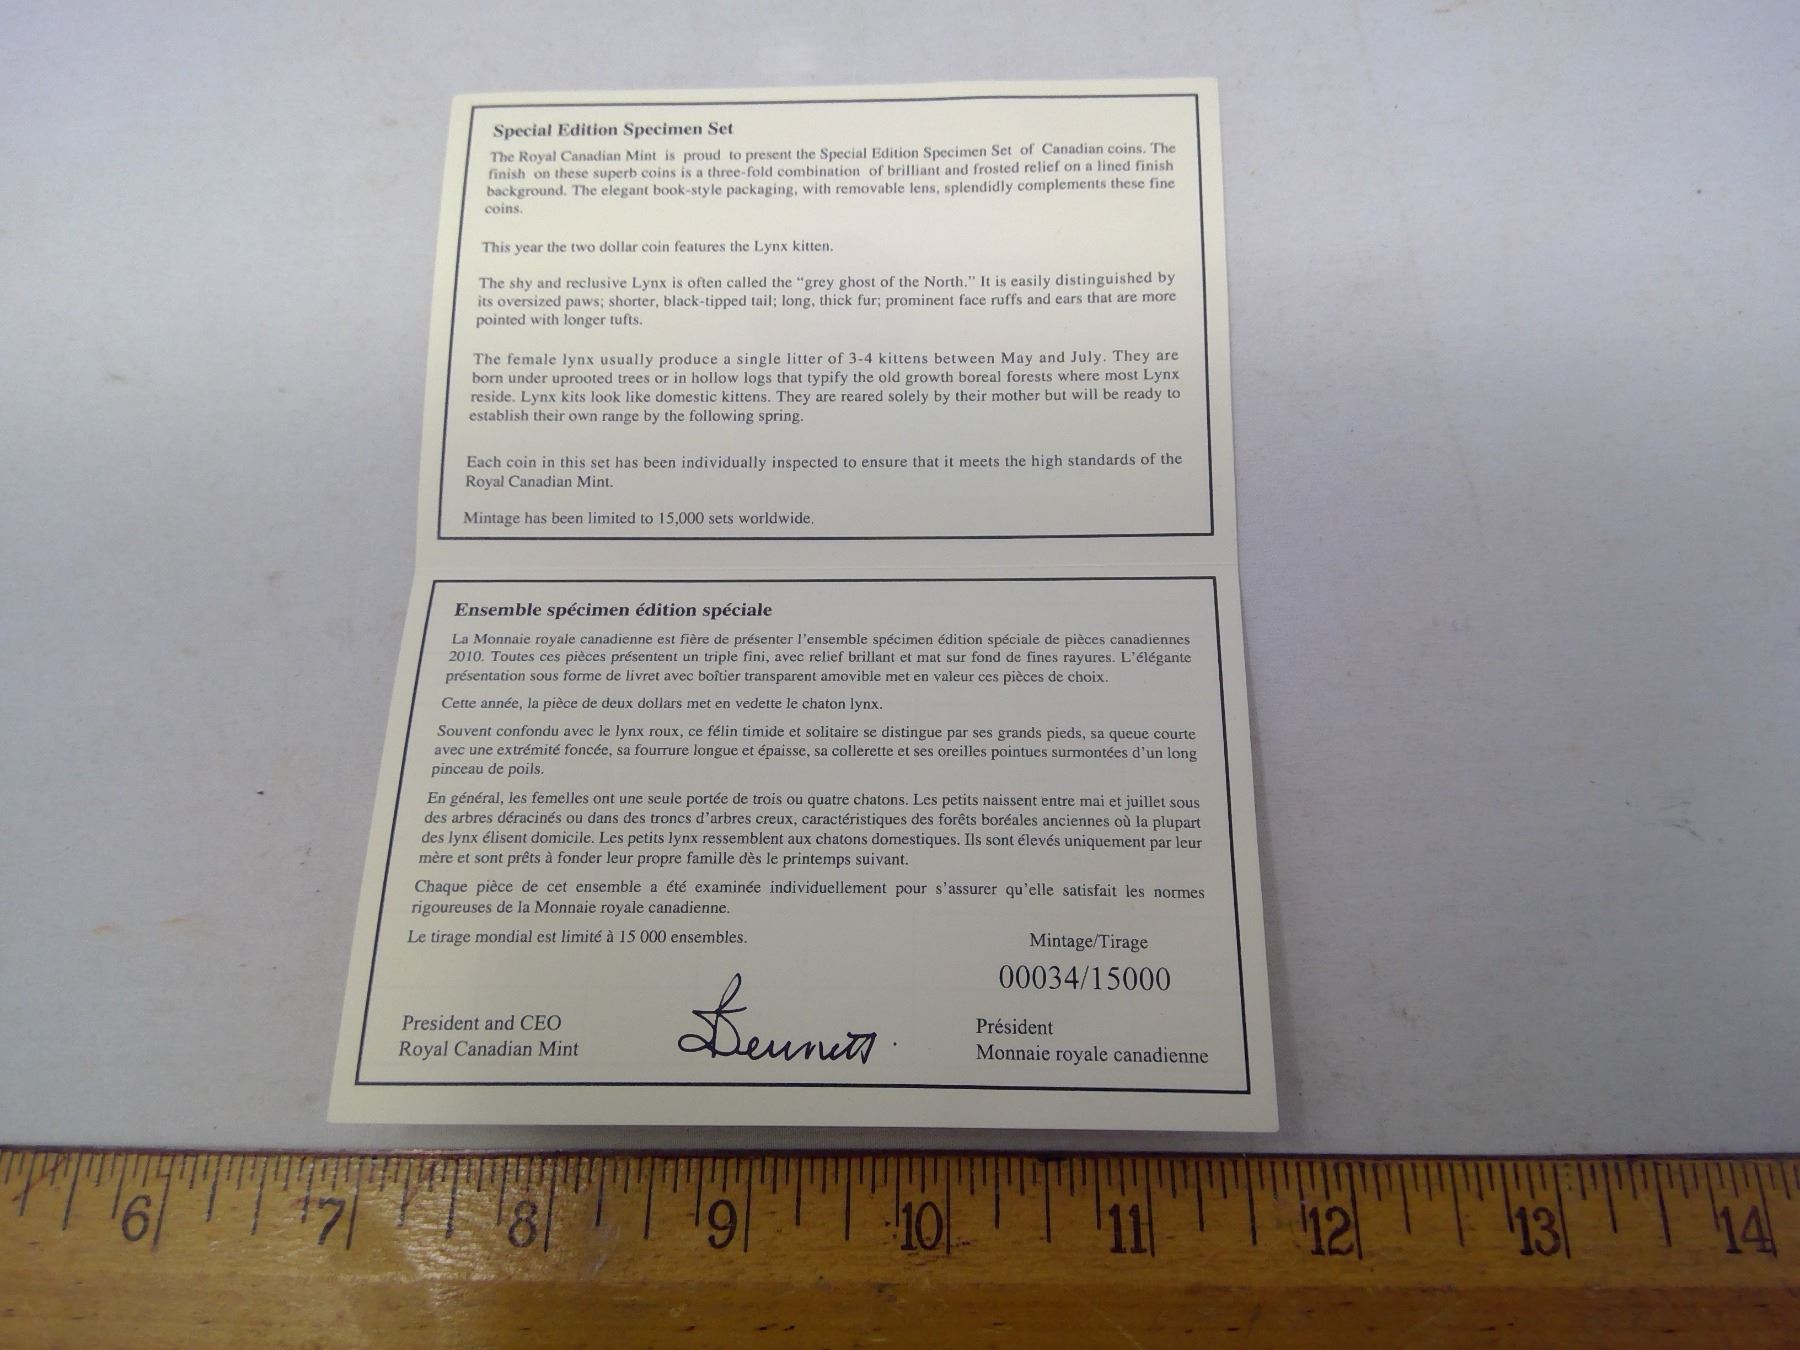 Special Edition Specimen Set
The Royal Canadian Mint is proud to present the Special Edition Specimen Set of Canadian coins. The
finish on these superb coins is a three-fold combination of brilliant and frosted relief on a lined finish
background. The elegant book-style packaging, with removable lens, splendidly complements these fine
coins.
This year the two dollar coin features the Lynx kitten.
The shy and reclusive Lynx is often called the "grey ghost of the North." It is easily distinguished by
its oversized paws; shorter, black-tipped tail; long, thick fur; prominent face ruffs and ears that are more
pointed with longer tufts.
The female lynx usually produce a single litter of 3-4 kittens between May and July. They are
born under uprooted trees or in hollow logs that typify the old growth boreal forests where most Lynx
reside. Lynx kits look like domestic kittens. They are reared solely by their mother but will be ready to
establish their own range by the following spring.
Each coin in this set has been individually inspected to ensure that it meets the high standards of the
Royal Canadian Mint.
Mintage has been limited to 15,000 sets worldwide.
Ensemble spécimen édition spéciale
La Monnaie royale canadienne est fière de présenter l'ensemble spécimen édition spéciale de pièces canadiennes
2010. Toutes ces pièces présentent un triple fini, avec relief brillant et mat sur fond de fines rayures. L'élégante
présentation sous forme de livret avec boîtier transparent amovible met en valeur ces pièces de choix.
Cette année, la pièce de deux dollars met en vedette le chaton lynx.
Souvent confondu avec le lynx roux, ce félin timide et solitaire se distingue par ses grands pieds, sa queue courte
avec une extrémité foncée, sa fourrure longue et épaisse, sa collerette et ses oreilles pointues surmontées d'un long
pinceau de poils.
En général, les femelles ont une seule portée de trois ou quatre chatons. Les petits naissent entre mai et juillet sous
des arbres déracinés ou dans des troncs d'arbres creux, caractéristiques des forêts boréales anciennes où la plupart
des lynx élisent domicile. Les petits lynx ressemblent aux chatons domestiques. Ils sont élevés uniquement par leur
mère et sont prêts à fonder leur propre famille dès le printemps suivant.
Chaque pièce de cet ensemble a été examinée individuellement pour s'assurer qu'elle satisfait les normes
rigoureuses de la Monnaie royale canadienne.
Le tirage mondial est limité à 15 000 ensembles.
Mintage/Tirage
00034/15000
President and CEO
Royal Canadian Mint
Bennett
Président
Monnaie royale canadienne
6 7 8 9 10 11 12 13 14